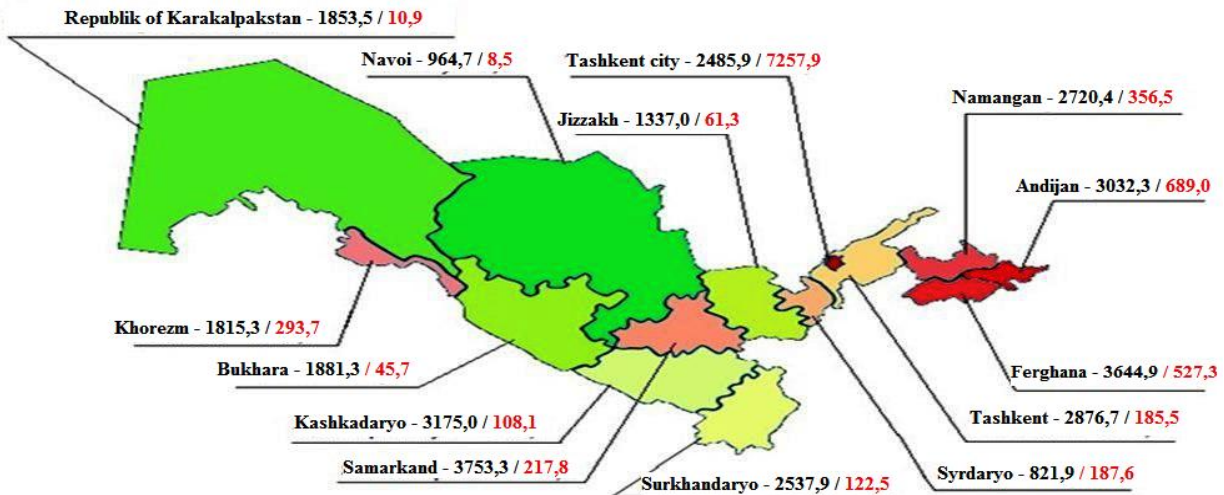 Republik of Karakalpakstan - 1853,5 / 10,9
Navoi - 964,7 / 8,5
Tashkent city - 2485,9 / 7257,9
Namangan - 2720,4 / 356,5
Jizzakh - 1337,0 / 61,3
Andijan - 3032,3 / 689,0
Khorezm - 1815,3 / 293,7
Bukhara - 1881,3 / 45,7
Ferghana - 3644,9 / 527,3
Kashkadaryo - 3175,0 / 108,1
Tashkent - 2876,7 / 185,5
Samarkand - 3753,3 / 217,8
Surkhandaryo - 2537,9 / 122,5
Syrdaryo - 821,9 / 187,6